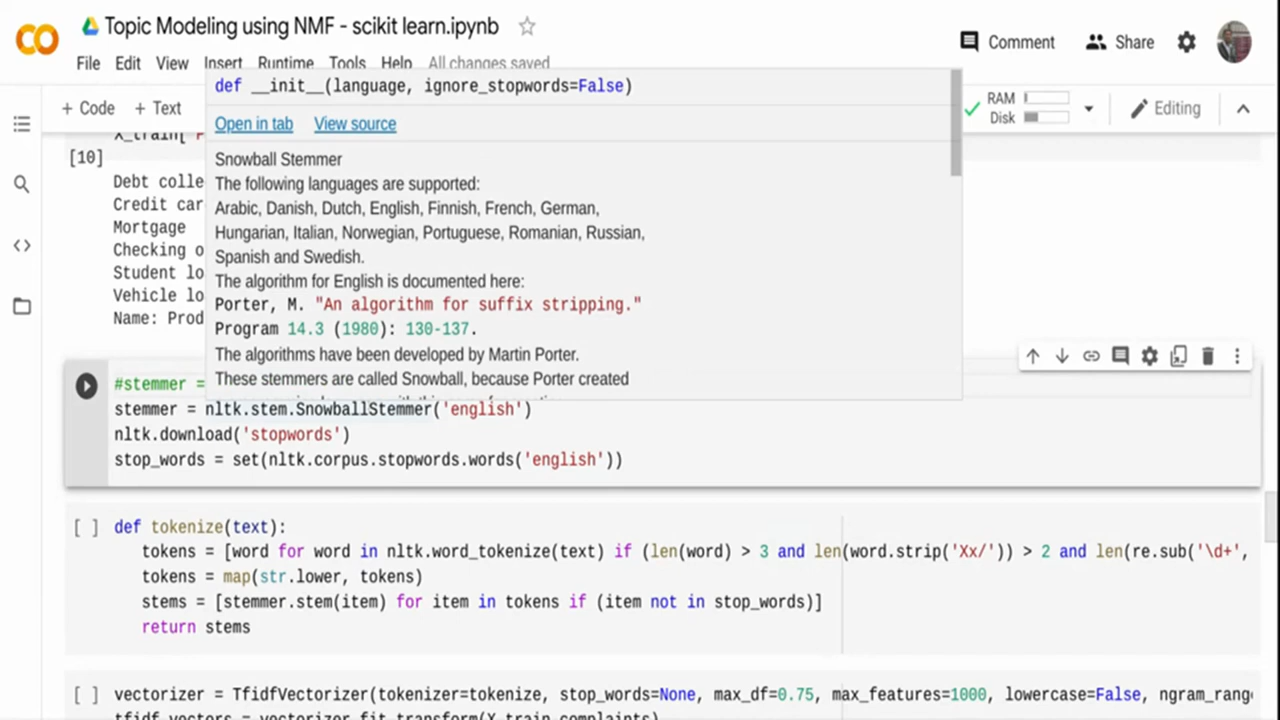 Topic Modeling using NMF - scikit learn.ipynb
File Edit View Insert Runtime Tools Help All changes saved
Comment Share
+ Code + Text
RAM
Disk
Editing
def __init__(language, ignore_stopwords=False)
Open in tab View source
[10]
Snowball Stemmer
The following languages are supported:
Arabic, Danish, Dutch, English, Finnish, French, German,
Hungarian, Italian, Norwegian, Portuguese, Romanian, Russian,
Spanish and Swedish.
The algorithm for English is documented here:
Porter, M. "An algorithm for suffix stripping."
Program 14.3 (1980): 130-137.
The algorithms have been developed by Martin Porter.
These stemmers are called Snowball, because Porter created
Debt colle
Credit car
Mortgage
Checking o
Student lo
Vehicle lo
Name: Prod
#stemmer =
stemmer = nltk.stem.SnowballStemmer('english')
nltk.download('stopwords')
stop_words = set(nltk.corpus.stopwords.words('english'))
[ ] def tokenize(text):
tokens = [word for word in nltk.word_tokenize(text) if (len(word) > 3 and len(word.strip('Xx/')) > 2 and len(re.sub('\d+',
tokens = map(str.lower, tokens)
stems = [stemmer.stem(item) for item in tokens if (item not in stop_words)]
return stems
[ ] vectorizer = TfidfVectorizer(tokenizer=tokenize, stop_words=None, max_df=0.75, max_features=1000, lowercase=False, ngram_range
tfidf_vectors = vectorizer.fit_transform(X_train.complaints)